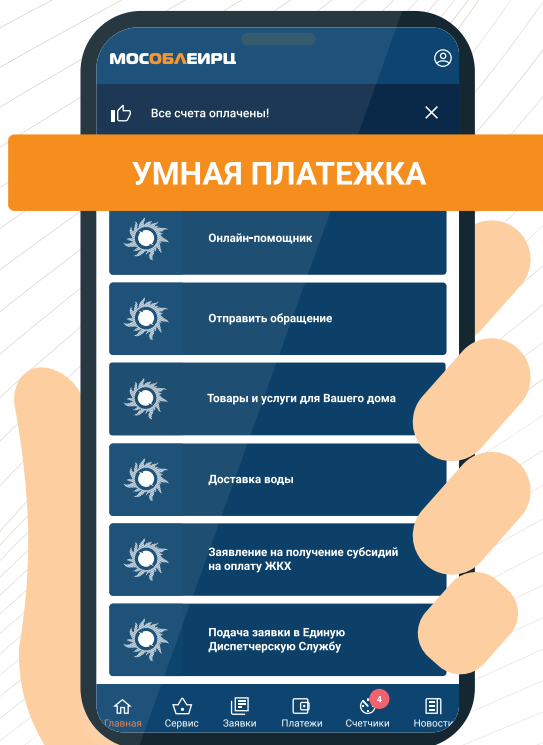 МОСОБЛЕИРЦ
Все счета оплачены!
УМНАЯ ПЛАТЕЖКА
Онлайн-помощник
Отправить обращение
Товары и услуги для Вашего дома
Доставка воды
Заявление на получение субсидий
на оплату ЖКХ
Подача заявки в Единую
Диспетчерскую Службу
4
Главная Сервис Заявки Платежи Счетчики Новости